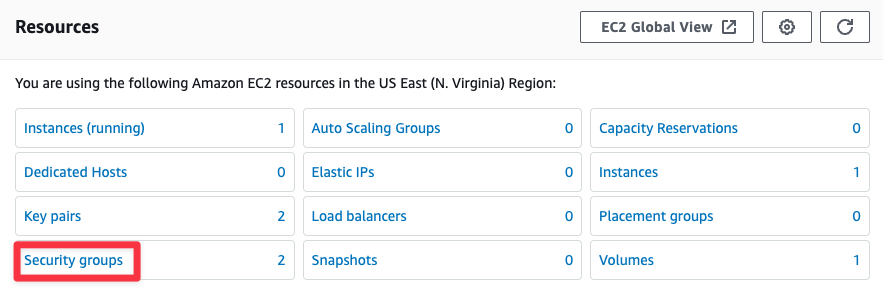 Resources
EC2 Global View
You are using the following Amazon EC2 resources in the US East (N. Virginia) Region:
Instances (running) 1 Auto Scaling Groups 0 Capacity Reservations 0
Dedicated Hosts 0 Elastic IPs 0 Instances 1
Key pairs 2 Load balancers 0 Placement groups 0
Security groups 2 Snapshots 0 Volumes 1